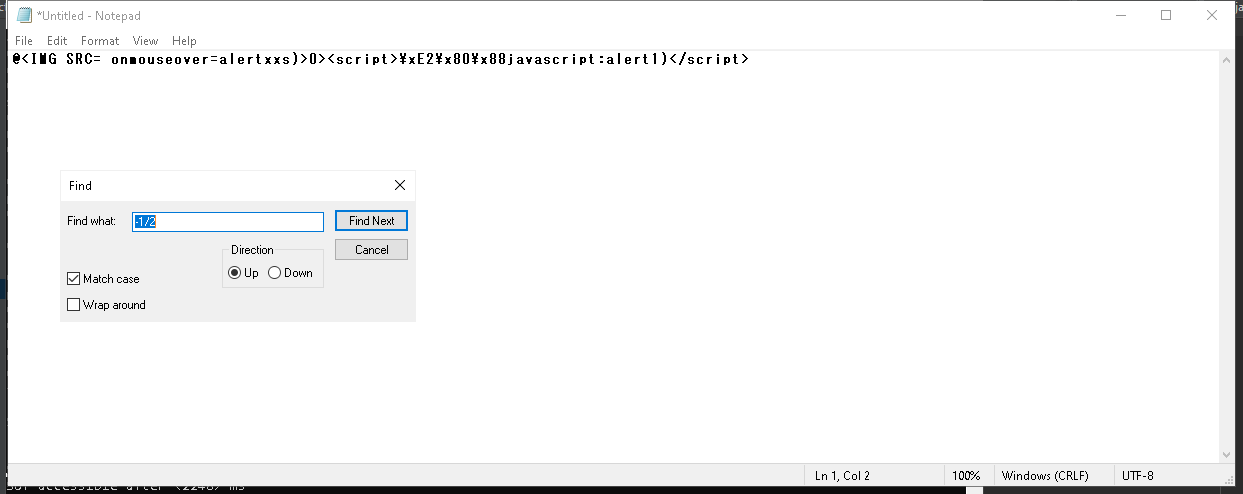 *Untitled - Notepad
File Edit Format View Help
@<IMG SRC= onmouseover=alertxxs)>0><script>¥xE2¥x80¥x88javascript:alert1)</script>
Find
Find what: -1/2 Find Next
Direction Cancel
Up Down
Match case
Wrap around
Ln 1, Col 2 100% Windows (CRLF) UTF-8